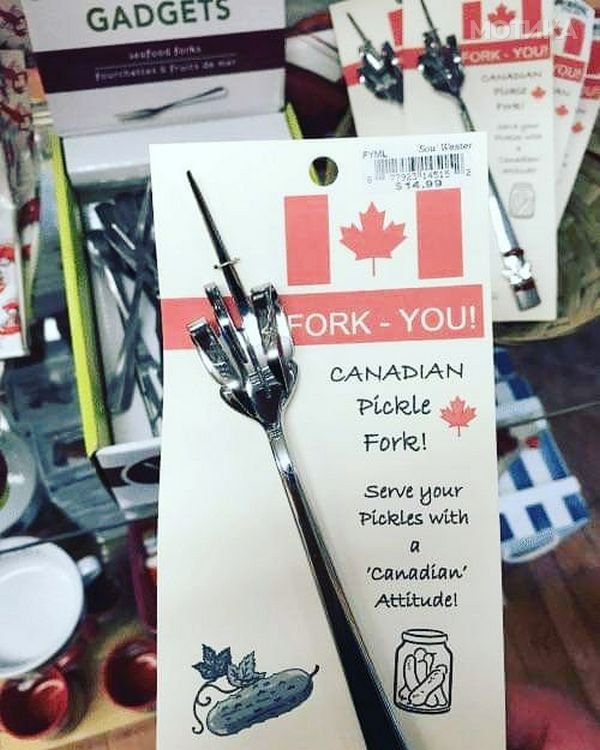 GADGETS
seafood forks
fourchettes à fruits de mer
МОТИКА
FORK - YOU!
CANADIAN
Pickle
Fork!
FYML
Sou' Wester
$14.99
FORK - YOU!
CANADIAN
Pickle
Fork!
Serve your
Pickles with
a
'Canadian'
Attitude!